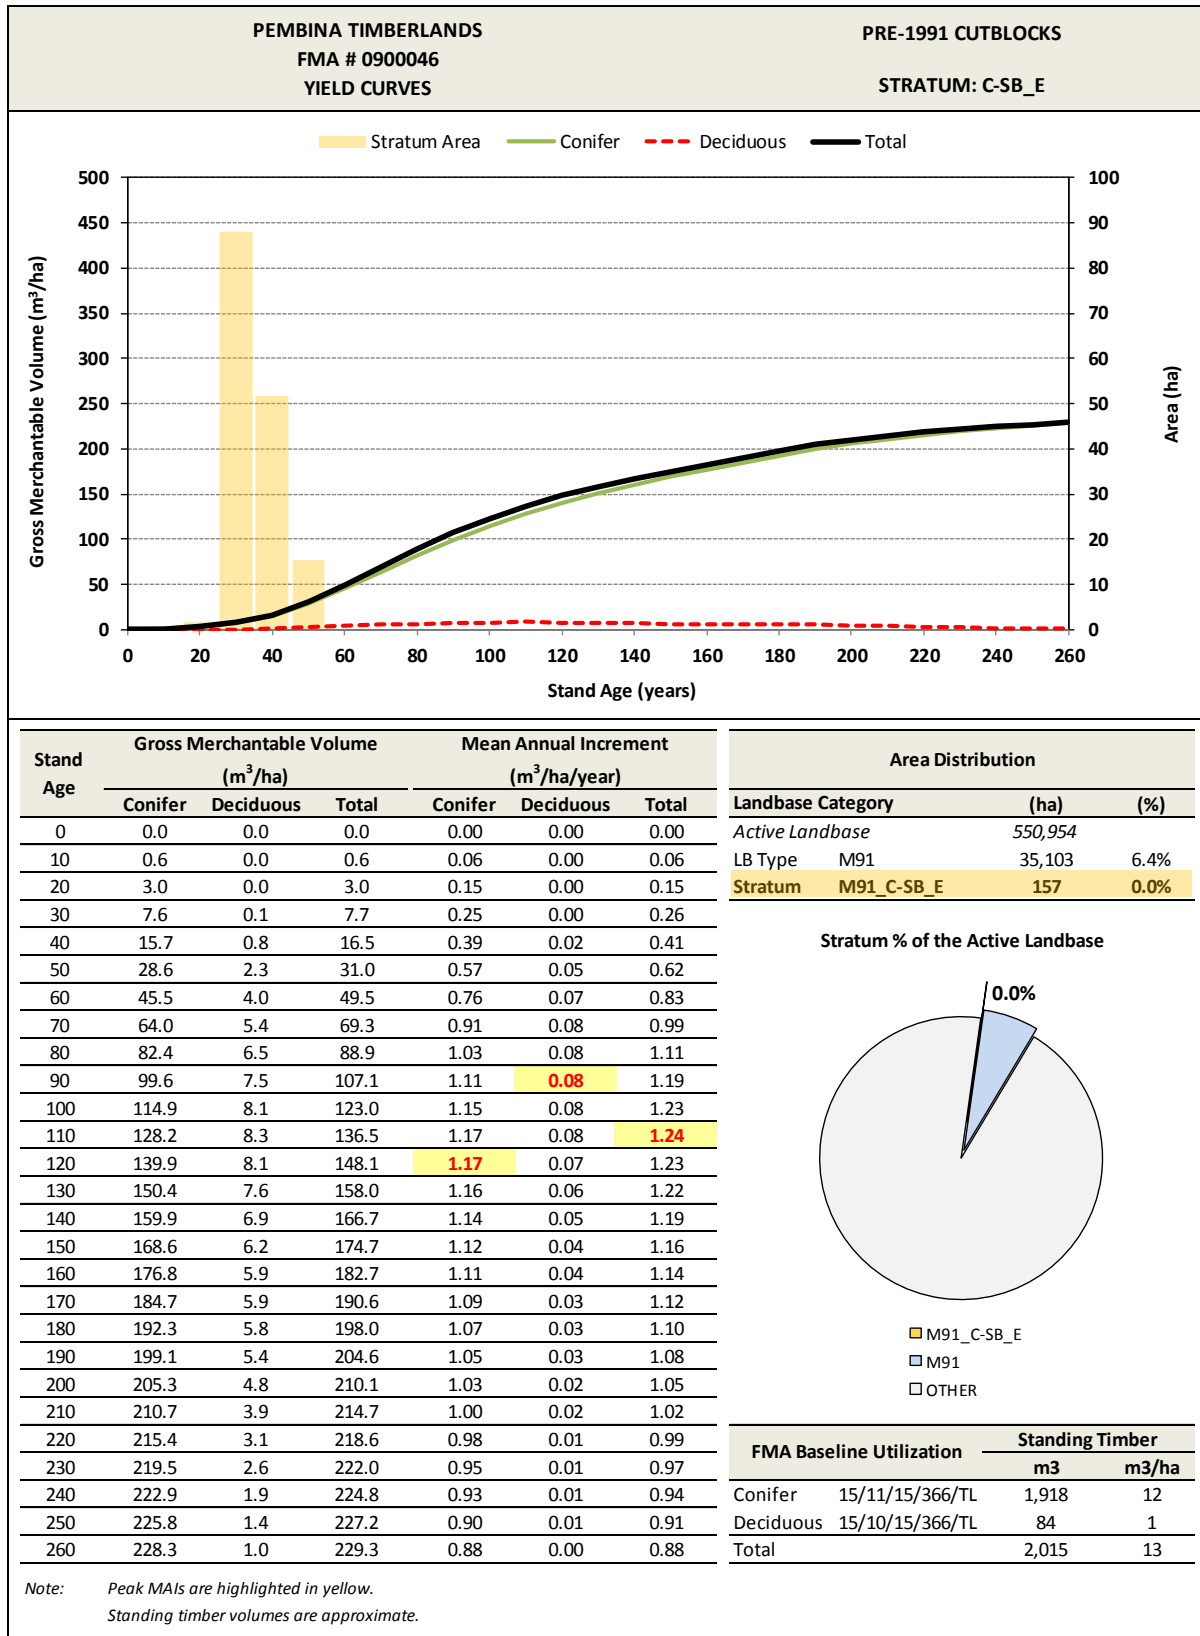 PEMBINA TIMBERLANDS
FMA # 0900046
YIELD CURVES
PRE-1991 CUTBLOCKS
STRATUM: C-SB_E
Stratum Area Conifer Deciduous Total
Gross Merchantable Volume (m³/ha)
500
450
400
350
300
250
200
150
100
50
0
100
90
80
70
60
50
40
30
20
10
0
Area (ha)
0 20 40 60 80 100 120 140 160 180 200 220 240 260
Stand Age (years)
Stand Age Gross Merchantable Volume (m³/ha) Mean Annual Increment (m³/ha/year)
Conifer Deciduous Total Conifer Deciduous Total
0 0.0 0.0 0.0 0.00 0.00 0.00
10 0.6 0.0 0.6 0.06 0.00 0.06
20 3.0 0.0 3.0 0.15 0.00 0.15
30 7.6 0.1 7.7 0.25 0.00 0.26
40 15.7 0.8 16.5 0.39 0.02 0.41
50 28.6 2.3 31.0 0.57 0.05 0.62
60 45.5 4.0 49.5 0.76 0.07 0.83
70 64.0 5.4 69.3 0.91 0.08 0.99
80 82.4 6.5 88.9 1.03 0.08 1.11
90 99.6 7.5 107.1 1.11 0.08 1.19
100 114.9 8.1 123.0 1.15 0.08 1.23
110 128.2 8.3 136.5 1.17 0.08 1.24
120 139.9 8.1 148.1 1.17 0.07 1.23
130 150.4 7.6 158.0 1.16 0.06 1.22
140 159.9 6.9 166.7 1.14 0.05 1.19
150 168.6 6.2 174.7 1.12 0.04 1.16
160 176.8 5.9 182.7 1.11 0.04 1.14
170 184.7 5.9 190.6 1.09 0.03 1.12
180 192.3 5.8 198.0 1.07 0.03 1.10
190 199.1 5.4 204.6 1.05 0.03 1.08
200 205.3 4.8 210.1 1.03 0.02 1.05
210 210.7 3.9 214.7 1.00 0.02 1.02
220 215.4 3.1 218.6 0.98 0.01 0.99
230 219.5 2.6 222.0 0.95 0.01 0.97
240 222.9 1.9 224.8 0.93 0.01 0.94
250 225.8 1.4 227.2 0.90 0.01 0.91
260 228.3 1.0 229.3 0.88 0.00 0.88
Area Distribution
Landbase Category (ha) (%)
Active Landbase 550,954
LB Type M91 35,103 6.4%
Stratum M91_C-SB_E 157 0.0%
Stratum % of the Active Landbase
0.0%
M91_C-SB_E
M91
OTHER
FMA Baseline Utilization Standing Timber
m3 m3/ha
Conifer 15/11/15/366/TL 1,918 12
Deciduous 15/10/15/366/TL 84 1
Total 2,015 13
Note: Peak MAIs are highlighted in yellow.
Standing timber volumes are approximate.